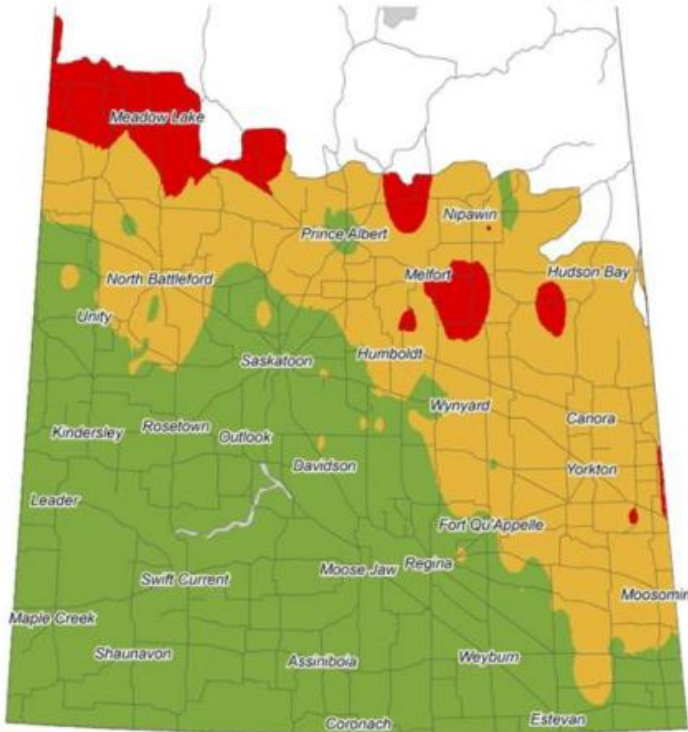 Meadow Lake
Nipawin
Prince Albert
Melfort
Hudson Bay
North Battleford
Unity
Humboldt
Saskatoon
Wynyard
Canora
Rosetown
Kindersley
Outlook
Davidson
Yorkton
Leader
Fort Qu'Appelle
Regina
Moose Jaw
Swift Current
Moosomin
Maple Creek
Shaunavon
Assiniboia
Weyburn
Estevan
Coronach